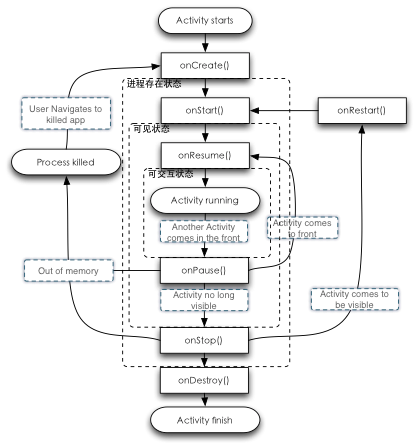 Activity starts
onCreate()
进程存在状态
onStart()
onRestart()
User Navigates to
killed app
可见状态
onResume()
Process killed
可交互状态
Activity running
Another Activity
comes in the front
Activity comes
to front
Out of memory
onPause()
Activity no long
visible
Activity comes to
be visible
onStop()
onDestroy()
Activity finish